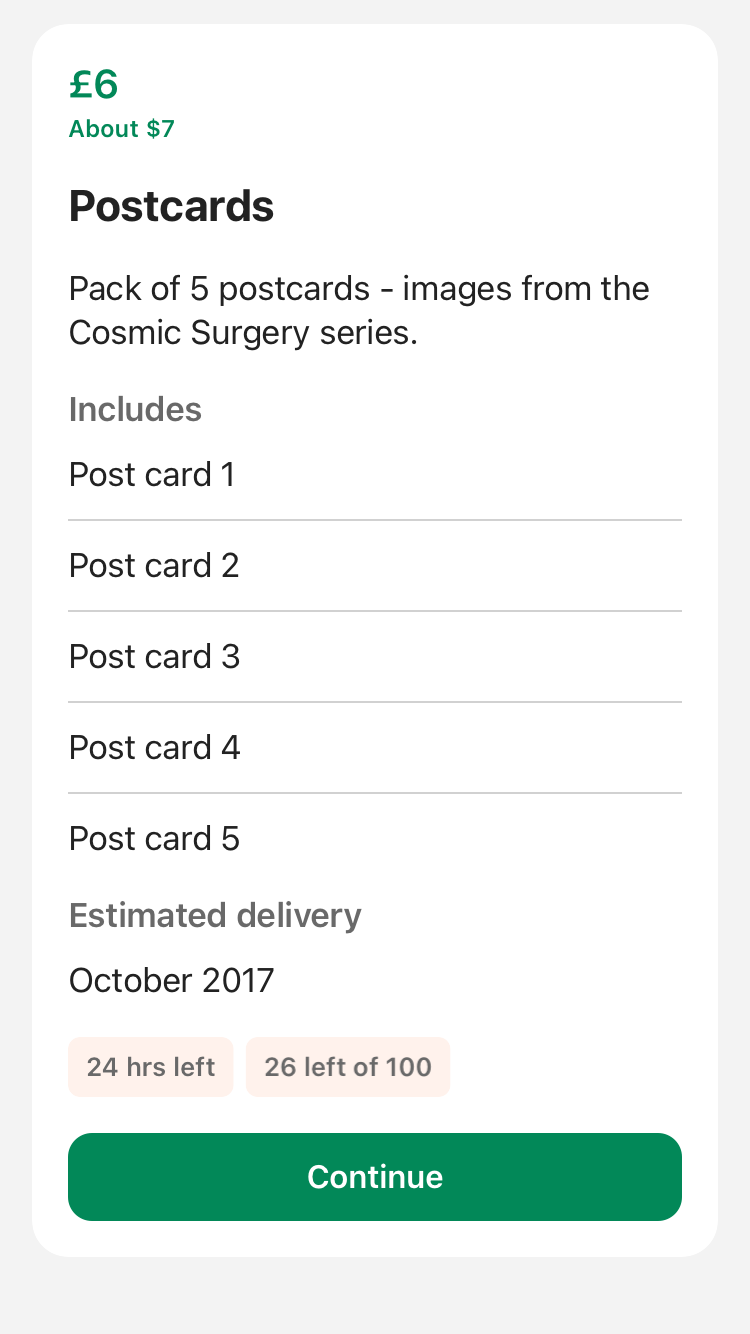 £6
About $7
Postcards
Pack of 5 postcards - images from the
Cosmic Surgery series.
Includes
Post card 1
Post card 2
Post card 3
Post card 4
Post card 5
Estimated delivery
October 2017
24 hrs left
26 left of 100
Continue